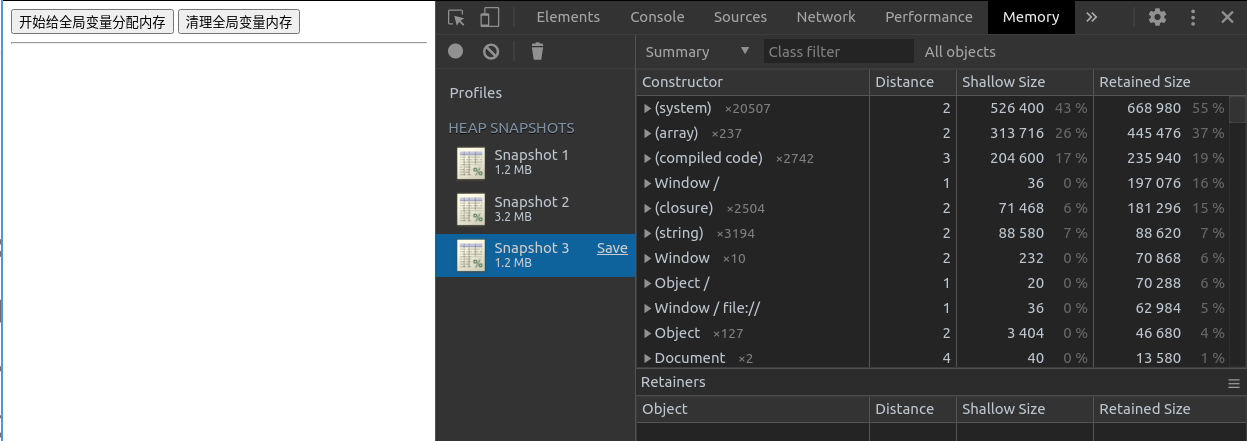 开始给全局变量分配内存 清理全局变量内存
Elements Console Sources Network Performance Memory »
Summary ▼ Class filter All objects
Profiles
HEAP SNAPSHOTS
Snapshot 1
1.2 MB
Snapshot 2
3.2 MB
Snapshot 3 Save
1.2 MB
Constructor Distance Shallow Size Retained Size
(system) ×20507 2 526 400 43 % 668 980 55 %
(array) ×237 2 313 716 26 % 445 476 37 %
(compiled code) ×2742 3 204 600 17 % 235 940 19 %
Window / 1 36 0 % 197 076 16 %
(closure) ×2504 2 71 468 6 % 181 296 15 %
(string) ×3194 2 88 580 7 % 88 620 7 %
Window ×10 2 232 0 % 70 868 6 %
Object / 1 20 0 % 70 288 6 %
Window / file:// 1 36 0 % 62 984 5 %
Object ×127 2 3 404 0 % 46 680 4 %
Document ×2 4 40 0 % 13 580 1 %
Retainers
Object Distance Shallow Size Retained Size